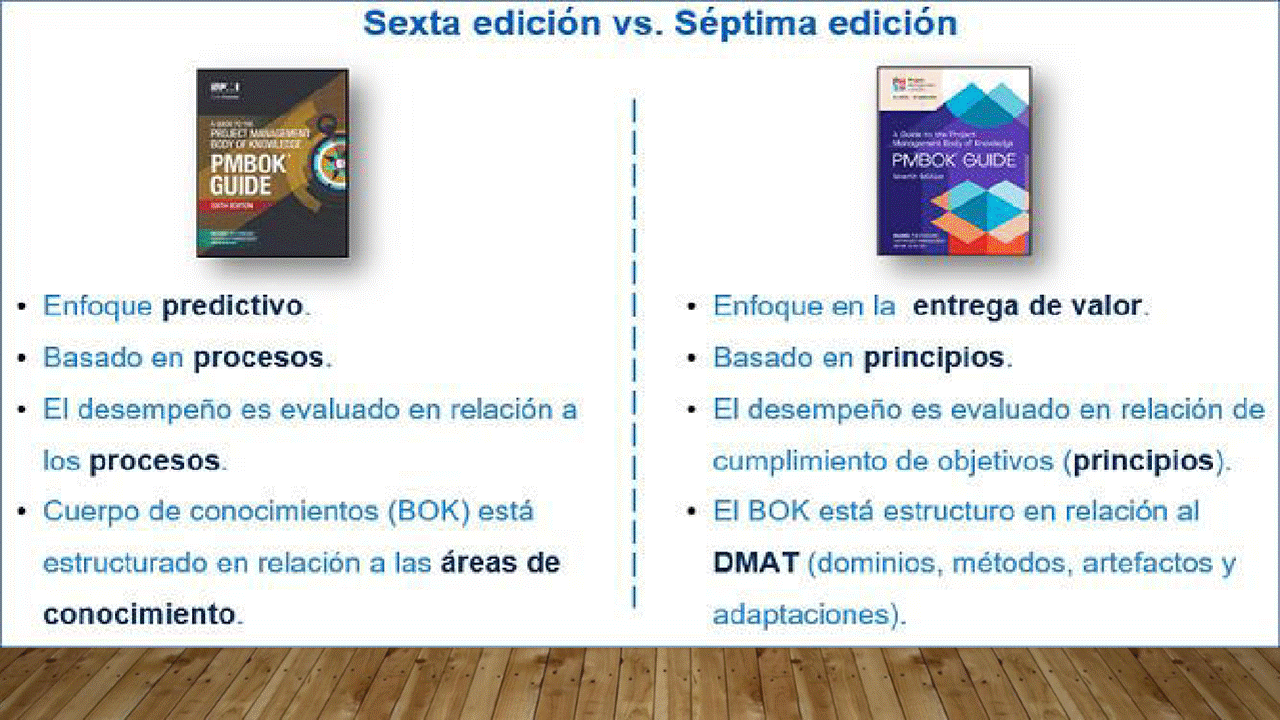 Sexta edición vs. Séptima edición
A GUIDE TO THE
PROJECT MANAGEMENT
BODY OF KNOWLEDGE
PMBOK
GUIDE
SIXTH EDITION
• Enfoque predictivo.
• Basado en procesos.
• El desempeño es evaluado en relación a
los procesos.
• Cuerpo de conocimientos (BOK) está
estructurado en relación a las áreas de
conocimiento.
Project
Management
A Guide to the Project
Management Body of Knowledge
PMBOK GUIDE
Seventh Edition
• Enfoque en la entrega de valor.
• Basado en principios.
• El desempeño es evaluado en relación de
cumplimiento de objetivos (principios).
• El BOK está estructuro en relación al
DMAT (dominios, métodos, artefactos y
adaptaciones).